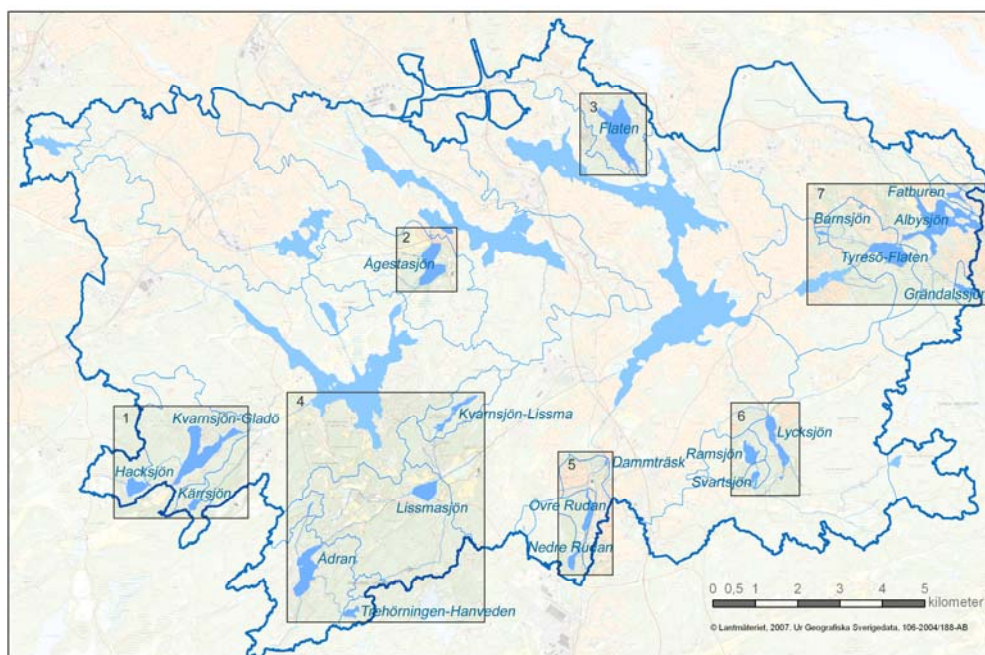 3
Flaten
7
Fatburen
Barnsjön
Albysjön
2
Tyresö-Flaten
Ågestasjön
Grändalssjön
4
1
Kvarnsjön-Lissma
6
Kvarnsjön-Gladö
Lycksjön
5
Ramsjön
Dammträsk
Hacksjön
Svartsjön
Kärrsjön
Lissmasjön
Övre Rudan
Nedre Rudan
Ådran
0 0,5 1 2 3 4 5
kilometer
Trehörningen-Hanveden
© Lantmäteriet, 2007. Ur Geografiska Sverigedata, 106-2004/188-AB